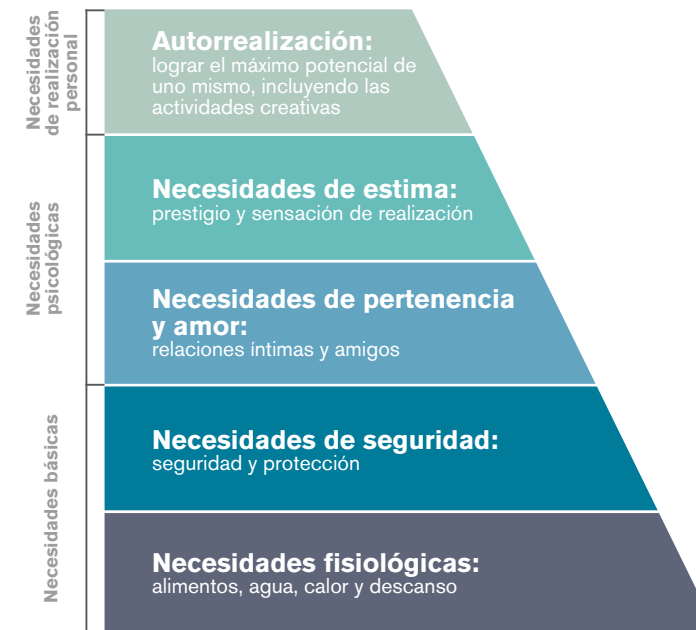 Necesidades
de realización
personal
Autorrealización:
lograr el máximo potencial de
uno mismo, incluyendo las
actividades creativas
Necesidades
psicológicas
Necesidades de estima:
prestigio y sensación de realización
Necesidades de pertenencia
y amor:
relaciones íntimas y amigos
Necesidades básicas
Necesidades de seguridad:
seguridad y protección
Necesidades fisiológicas:
alimentos, agua, calor y descanso